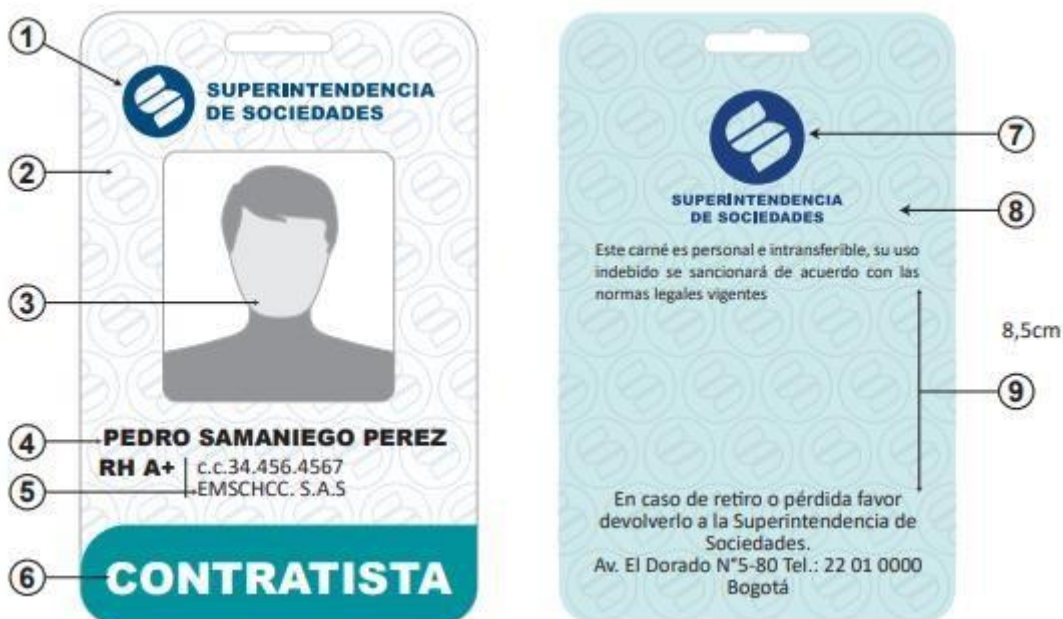 1
SUPERINTENDENCIA
DE SOCIEDADES
2
3
4
PEDRO SAMANIEGO PEREZ
RH A+
c.c.34.456.4567
5
EMSCHCC. S.A.S
6
CONTRATISTA
7
SUPERINTENDENCIA
DE SOCIEDADES
8
Este carné es personal e intransferible, su uso
indebido se sancionará de acuerdo con las
normas legales vigentes
8,5cm
9
En caso de retiro o pérdida favor
devolverlo a la Superintendencia de
Sociedades.
Av. El Dorado N°5-80 Tel.: 22 01 0000
Bogotá